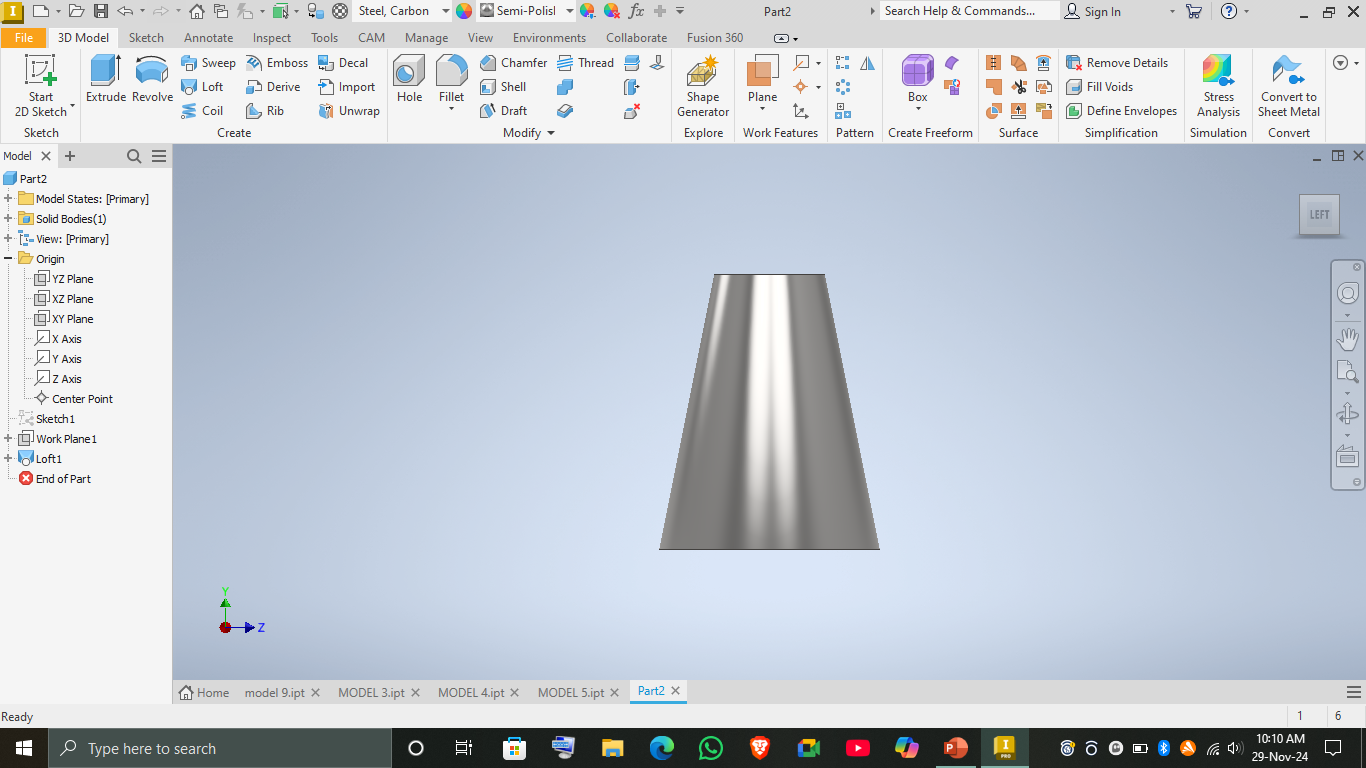 I Steel, Carbon Semi-Polisl fx Part2 Search Help & Commands... Sign In ?
File 3D Model Sketch Annotate Inspect Tools CAM Manage View Environments Collaborate Fusion 360
Start
2D Sketch
Extrude
Revolve
Sweep Emboss Decal
Loft Derive Import
Coil Rib Unwrap
Hole
Fillet
Chamfer Thread
Shell
Draft
Shape
Generator
Plane
Box
Remove Details
Fill Voids
Define Envelopes
Stress
Analysis
Convert to
Sheet Metal
Sketch Create Modify Explore Work Features Pattern Create Freeform Surface Simplification Simulation Convert
Model
Part2
Model States: [Primary]
Solid Bodies(1)
View: [Primary]
Origin
YZ Plane
XZ Plane
XY Plane
X Axis
Y Axis
Z Axis
Center Point
Sketch1
Work Plane1
Loft1
End of Part
LEFT
Y
Z
Home model 9.ipt MODEL 3.ipt MODEL 4.ipt MODEL 5.ipt Part2
Ready 1 6
Type here to search
P
I
PRO
10:10 AM
29-Nov-24